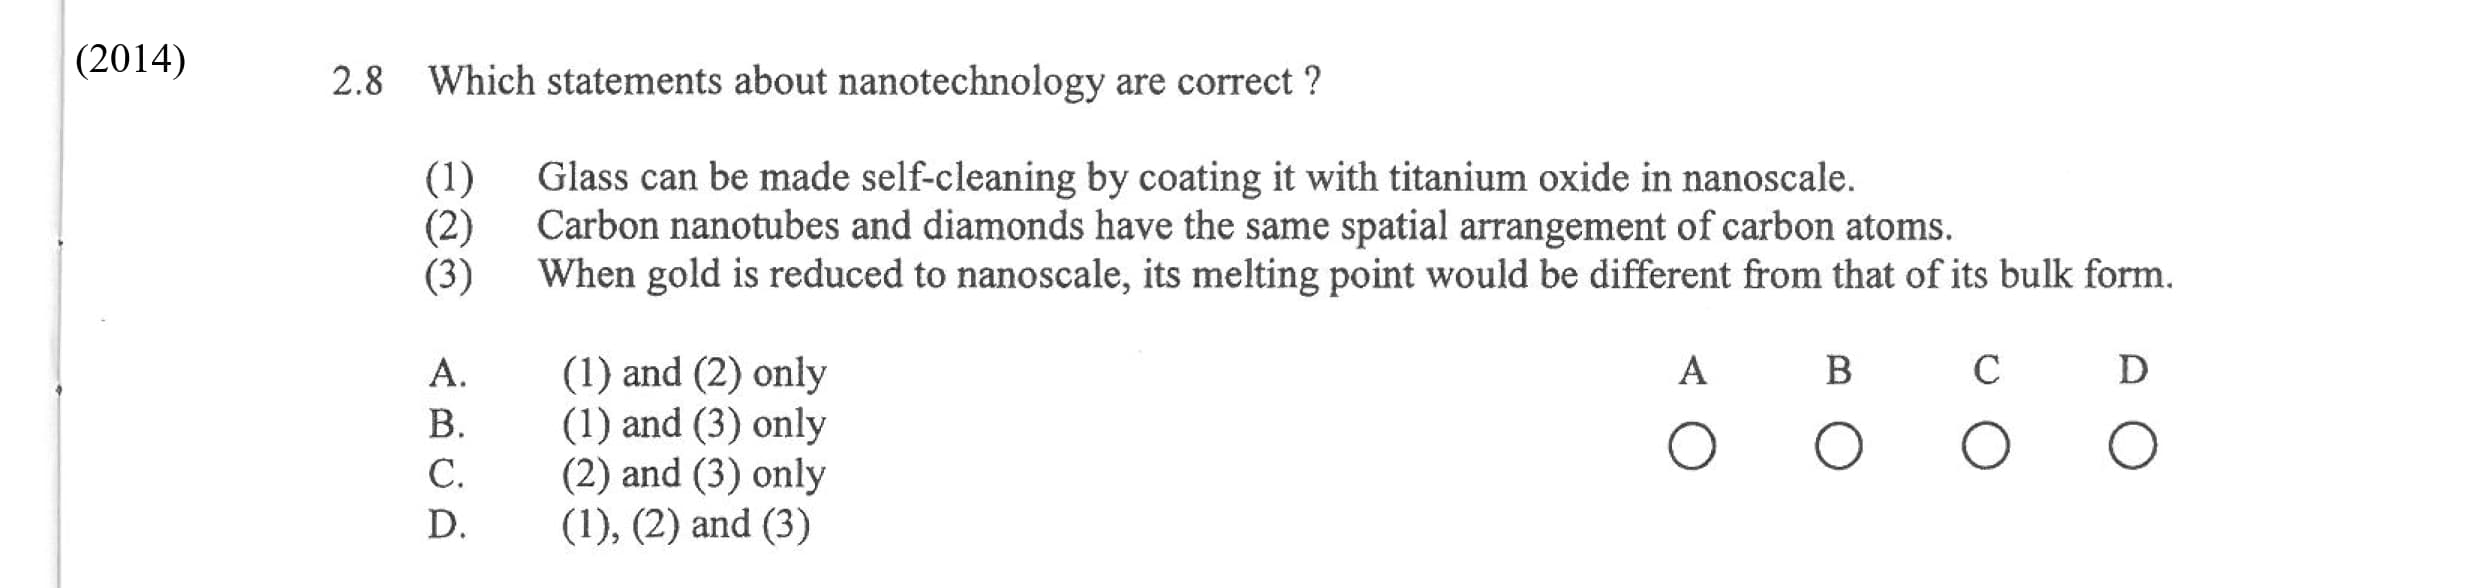 (2014)
2.8 Which statements about nanotechnology are correct ?
(1) Glass can be made self-cleaning by coating it with titanium oxide in nanoscale.
(2) Carbon nanotubes and diamonds have the same spatial arrangement of carbon atoms.
(3) When gold is reduced to nanoscale, its melting point would be different from that of its bulk form.
A. (1) and (2) only
B. (1) and (3) only
C. (2) and (3) only
D. (1), (2) and (3)
A B C D